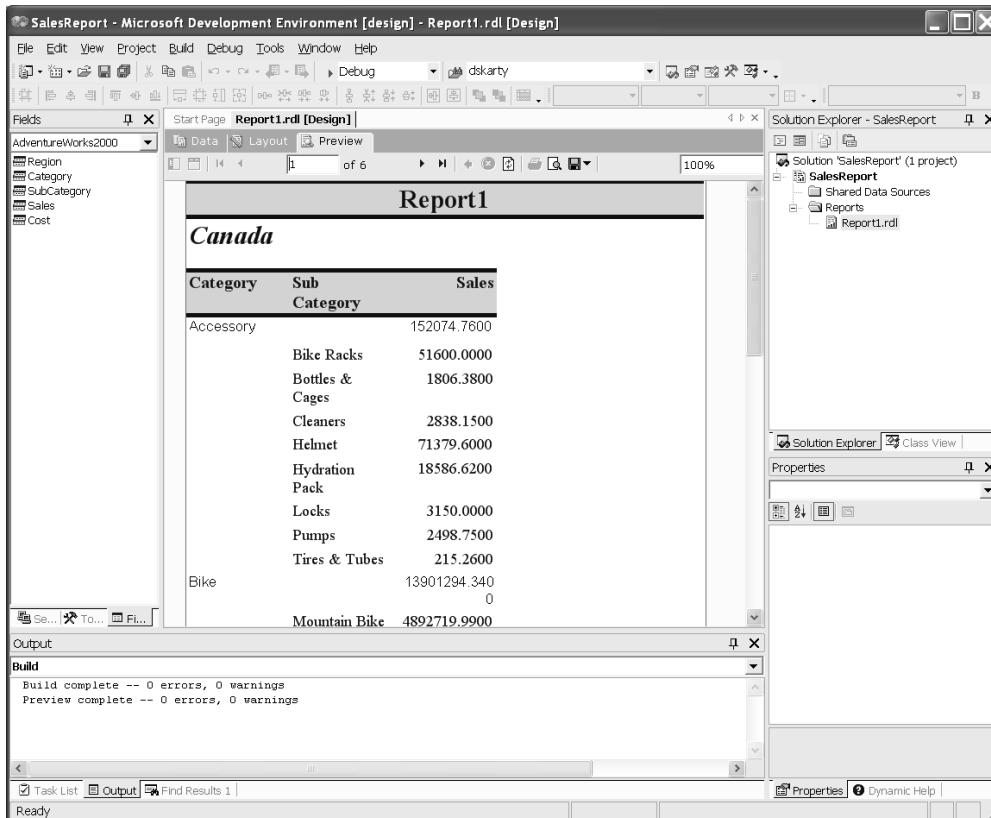 SalesReport - Microsoft Development Environment [design] - Report1.rdl [Design]
File Edit View Project Build Debug Tools Window Help
Debug dskarty
Fields
AdventureWorks2000
Region
Category
SubCategory
Sales
Cost
Se... To... Fi...
Start Page Report1.rdl [Design]
Data Layout Preview
1 of 6 100%
Report1
Canada
Category Sub Category Sales
Accessory 152074.7600
Bike Racks 51600.0000
Bottles & Cages 1806.3800
Cleaners 2838.1500
Helmet 71379.6000
Hydration Pack 18586.6200
Locks 3150.0000
Pumps 2498.7500
Tires & Tubes 215.2600
Bike 13901294.3400
Mountain Bike 4892719.9900
Solution Explorer - SalesReport
Solution 'SalesReport' (1 project)
SalesReport
Shared Data Sources
Reports
Report1.rdl
Solution Explorer Class View
Properties
Output
Build
Build complete -- 0 errors, 0 warnings
Preview complete -- 0 errors, 0 warnings
Task List Output Find Results 1
Properties Dynamic Help
Ready